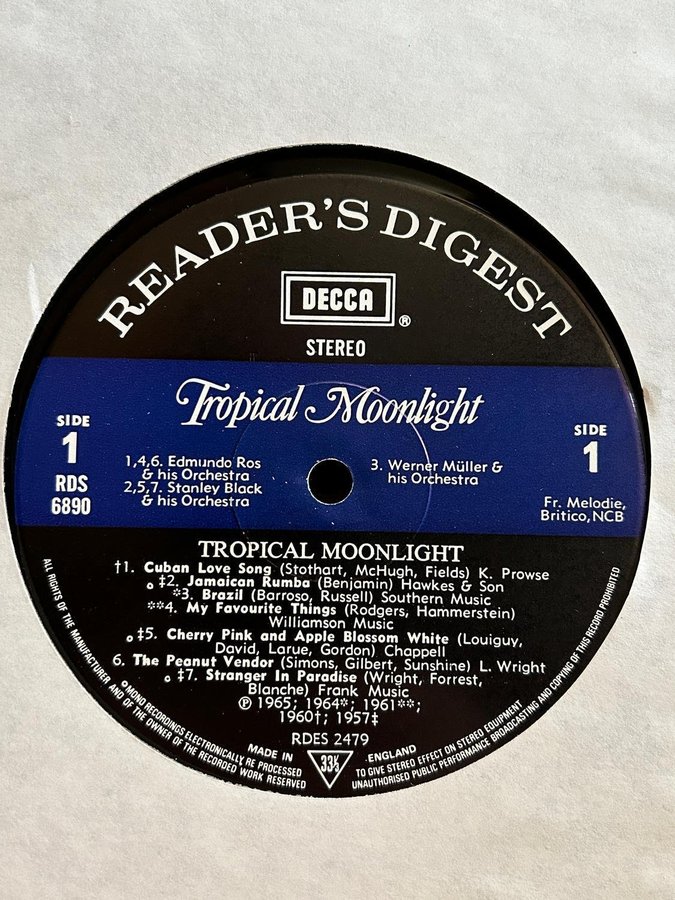 READER'S DIGEST
DECCA
®
STEREO
Tropical Moonlight
SIDE
1
RDS
6890
1,4,6. Edmundo Ros
& his Orchestra
2,5,7. Stanley Black
& his Orchestra
3. Werner Müller &
his Orchestra
SIDE
1
Fr. Melodie,
Britico, NCB
TROPICAL MOONLIGHT
†1. Cuban Love Song (Stothart, McHugh, Fields) K. Prowse
o‡2. Jamaican Rumba (Benjamin) Hawkes & Son
*3. Brazil (Barroso, Russell) Southern Music
**4. My Favourite Things (Rodgers, Hammerstein)
Williamson Music
o‡5. Cherry Pink and Apple Blossom White (Louiguy,
David, Larue, Gordon) Chappell
6. The Peanut Vendor (Simons, Gilbert, Sunshine) L. Wright
o‡7. Stranger In Paradise (Wright, Forrest,
Blanche) Frank Music
℗ 1965; 1964*; 1961**;
1960†; 1957‡
RDES 2479
MADE IN
33⅓
ENGLAND
ALL RIGHTS OF THE MANUFACTURER AND OF THE OWNER OF THE RECORDED WORK RESERVED
UNAUTHORISED PUBLIC PERFORMANCE BROADCASTING AND COPYING OF THIS RECORD PROHIBITED
oMONO RECORDINGS ELECTRONICALLY RE PROCESSED
TO GIVE STEREO EFFECT ON STEREO EQUIPMENT